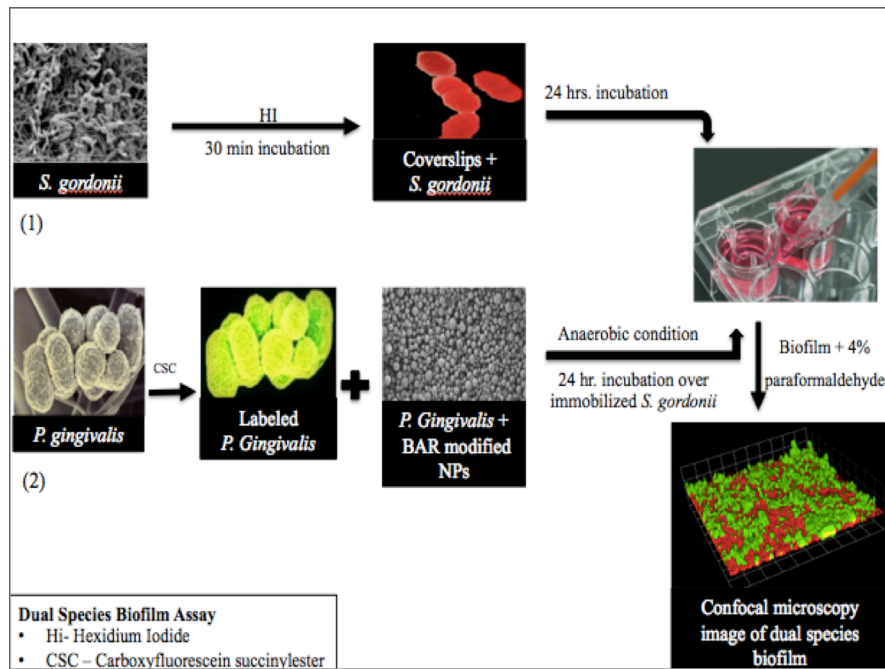 HI
30 min incubation
24 hrs. incubation
S. gordonii
Coverslips +
S. gordonii
(1)
CSC
Anaerobic condition
24 hr. incubation over
immobilized S. gordonii
Biofilm + 4%
paraformaldehyde
P. gingivalis
Labeled
P. Gingivalis
P. Gingivalis +
BAR modified
NPs
(2)
Dual Species Biofilm Assay
• Hi- Hexidium Iodide
• CSC – Carboxyfluorescein succinylester
Confocal microscopy
image of dual species
biofilm